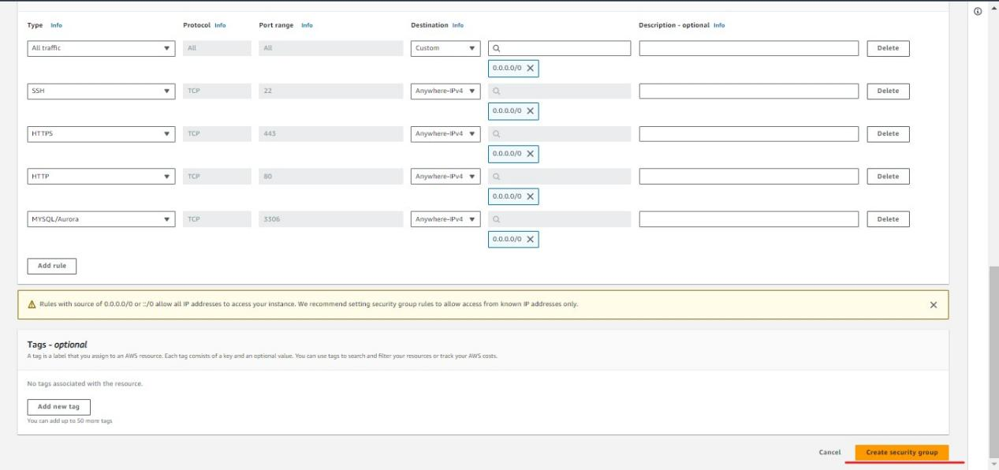 Type Info Protocol Info Port range Info Destination Info Description - optional Info
All traffic All All Custom Delete
0.0.0.0/0
SSH TCP 22 Anywhere-IPv4 Delete
0.0.0.0/0
HTTPS TCP 443 Anywhere-IPv4 Delete
0.0.0.0/0
HTTP TCP 80 Anywhere-IPv4 Delete
0.0.0.0/0
MYSQL/Aurora TCP 3306 Anywhere-IPv4 Delete
0.0.0.0/0
Add rule
Rules with source of 0.0.0.0/0 or ::/0 allow all IP addresses to access your instance. We recommend setting security group rules to allow access from known IP addresses only.
Tags - optional
A tag is a label that you assign to an AWS resource. Each tag consists of a key and an optional value. You can use tags to search and filter your resources or track your AWS costs.
No tags associated with the resource.
Add new tag
You can add up to 50 more tags
Cancel Create security group